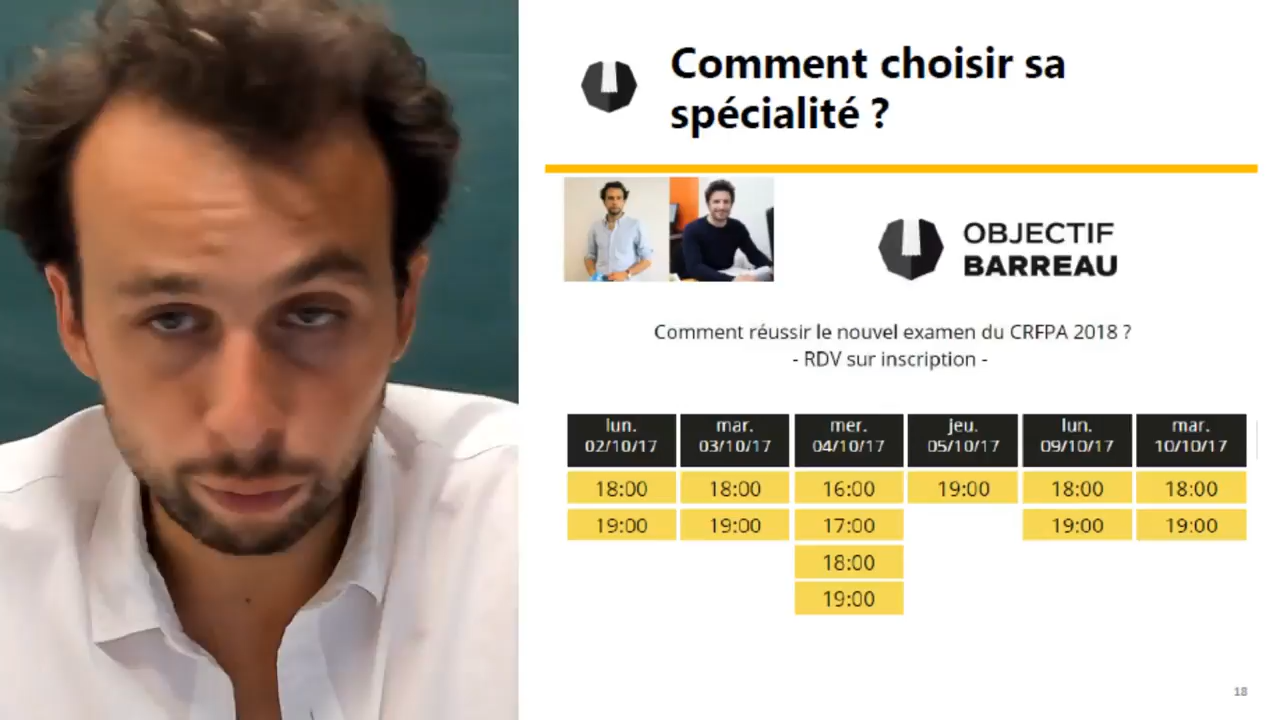 Comment choisir sa
spécialité ?
OBJECTIF
BARREAU
Comment réussir le nouvel examen du CRFPA 2018 ?
- RDV sur inscription -
lun. mar. mer. jeu. lun. mar.
02/10/17 03/10/17 04/10/17 05/10/17 09/10/17 10/10/17
18:00 18:00 16:00 19:00 18:00 18:00
19:00 19:00 17:00 19:00 19:00
18:00
19:00
18